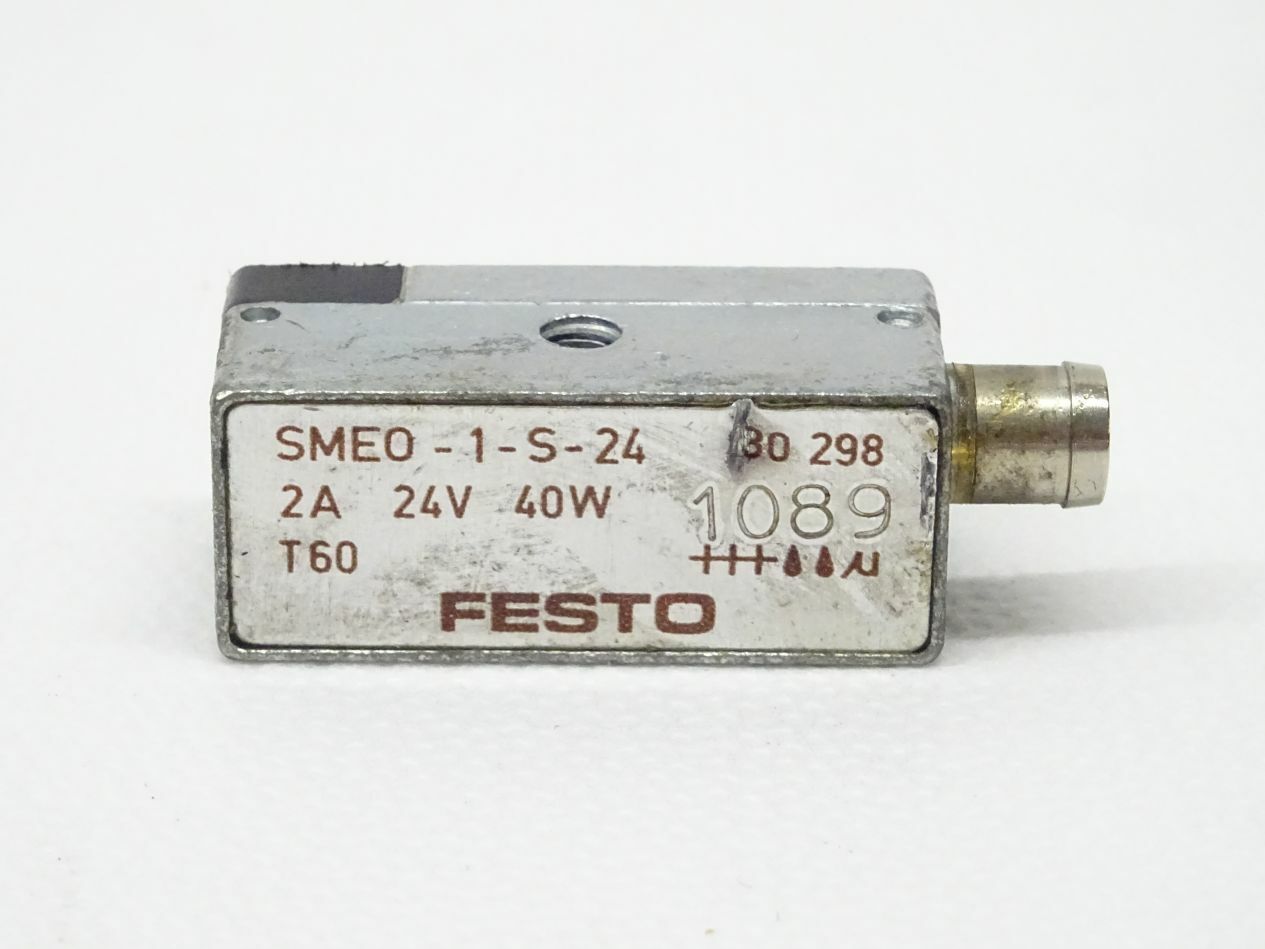 SMEO-1-S-24 30 298
2A 24V 40W 1089
T60
FESTO